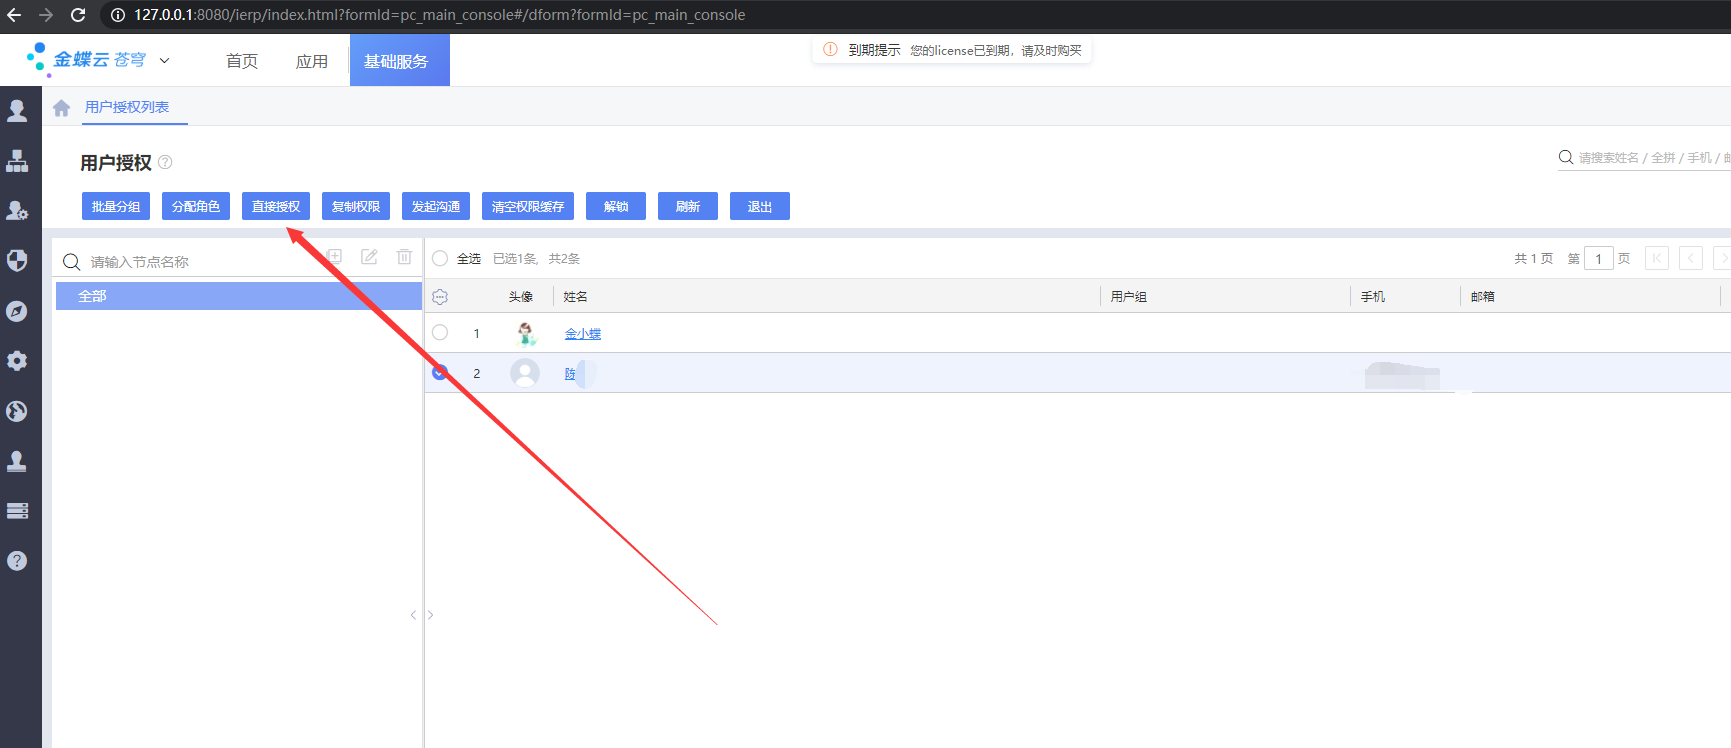 127.0.0.1:8080/ierp/index.html?formId=pc_main_console#/dform?formId=pc_main_console
金蝶云 苍穹 首页 应用 基础服务 到期提示 您的license已到期，请及时购买
用户授权列表
用户授权 ?
请搜索姓名 / 全拼 / 手机 /
批量分组 分配角色 直接授权 复制权限 发起沟通 清空权限缓存 解锁 刷新 退出
请输入节点名称 全选 已选1条, 共2条 共 1 页 第 1 页
全部 头像 姓名 用户组 手机 邮箱
1 金小蝶
2 陈